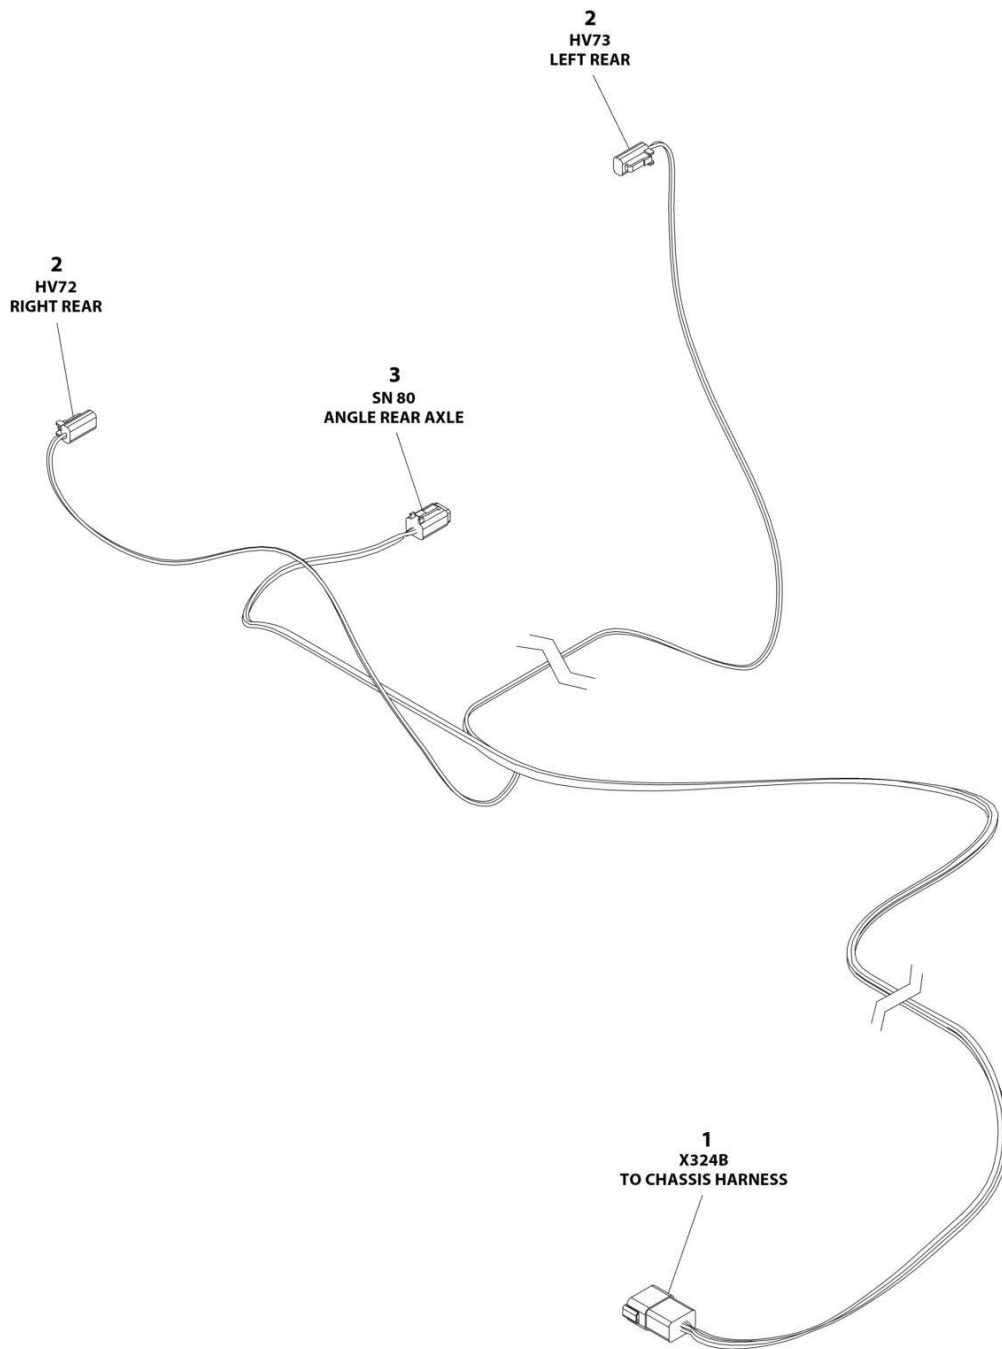 2
HV73
LEFT REAR
2
HV72
RIGHT REAR
3
SN 80
ANGLE REAR AXLE
1
X324B
TO CHASSIS HARNESS